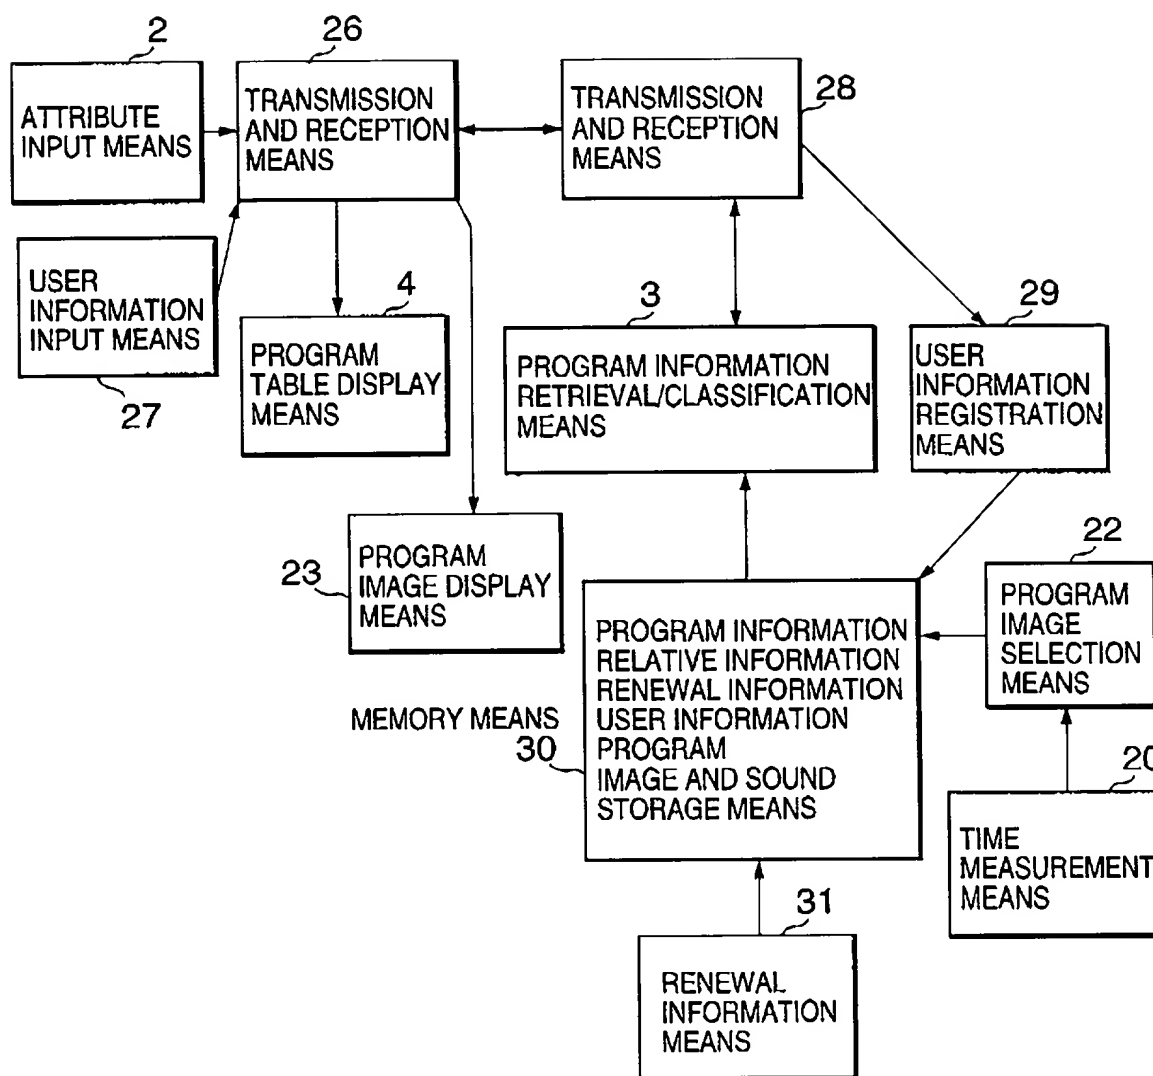 2
ATTRIBUTE
INPUT MEANS
26
TRANSMISSION
AND RECEPTION
MEANS
TRANSMISSION
AND RECEPTION
MEANS
28
USER
INFORMATION
INPUT MEANS
27
4
PROGRAM
TABLE DISPLAY
MEANS
3
PROGRAM INFORMATION
RETRIEVAL/CLASSIFICATION
MEANS
29
USER
INFORMATION
REGISTRATION
MEANS
23
PROGRAM
IMAGE DISPLAY
MEANS
MEMORY MEANS
30
PROGRAM INFORMATION
RELATIVE INFORMATION
RENEWAL INFORMATION
USER INFORMATION
PROGRAM
IMAGE AND SOUND
STORAGE MEANS
22
PROGRAM
IMAGE
SELECTION
MEANS
20
TIME
MEASUREMENT
MEANS
31
RENEWAL
INFORMATION
MEANS